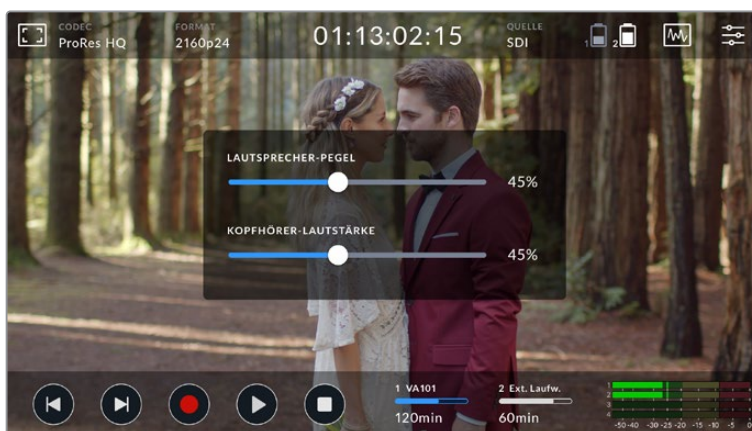 CODEC
ProRes HQ
FORMAT
2160p24
01:13:02:15
QUELLE
SDI
1
2
LAUTSPRECHER-PEGEL
45%
KOPFHÖRER-LAUTSTÄRKE
45%
1 VA101
120min
2 Ext. Laufw.
60min
1
2
3
4
-50 -40 -30 -25 -20 -15 -10 -5 0